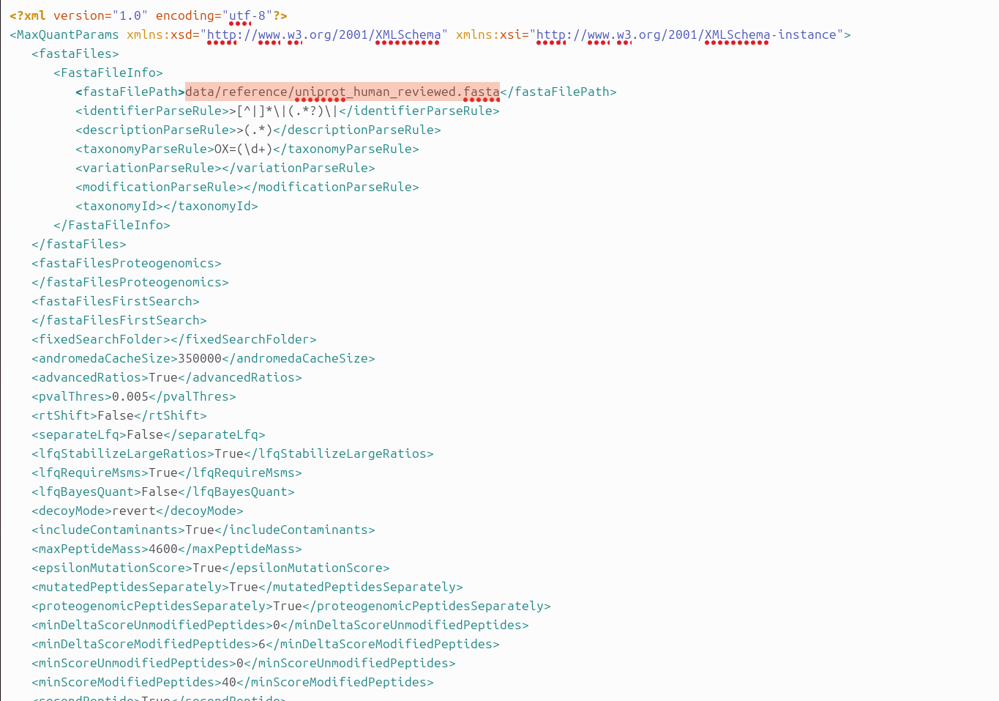 <?xml version="1.0" encoding="utf-8"?>
<MaxQuantParams xmlns:xsd="http://www.w3.org/2001/XMLSchema" xmlns:xsi="http://www.w3.org/2001/XMLSchema-instance">
<fastaFiles>
<FastaFileInfo>
<fastaFilePath>data/reference/uniprot_human_reviewed.fasta</fastaFilePath>
<identifierParseRule>>[^|]*\|(.*?)\|</identifierParseRule>
<descriptionParseRule>>(.*)</descriptionParseRule>
<taxonomyParseRule>OX=(\d+)</taxonomyParseRule>
<variationParseRule></variationParseRule>
<modificationParseRule></modificationParseRule>
<taxonomyId></taxonomyId>
</FastaFileInfo>
</fastaFiles>
<fastaFilesProteogenomics>
</fastaFilesProteogenomics>
<fastaFilesFirstSearch>
</fastaFilesFirstSearch>
<fixedSearchFolder></fixedSearchFolder>
<andromedaCacheSize>350000</andromedaCacheSize>
<advancedRatios>True</advancedRatios>
<pvalThres>0.005</pvalThres>
<rtShift>False</rtShift>
<separateLfq>False</separateLfq>
<lfqStabilizeLargeRatios>True</lfqStabilizeLargeRatios>
<lfqRequireMsms>True</lfqRequireMsms>
<lfqBayesQuant>False</lfqBayesQuant>
<decoyMode>revert</decoyMode>
<includeContaminants>True</includeContaminants>
<maxPeptideMass>4600</maxPeptideMass>
<epsilonMutationScore>True</epsilonMutationScore>
<mutatedPeptidesSeparately>True</mutatedPeptidesSeparately>
<proteogenomicPeptidesSeparately>True</proteogenomicPeptidesSeparately>
<minDeltaScoreUnmodifiedPeptides>0</minDeltaScoreUnmodifiedPeptides>
<minDeltaScoreModifiedPeptides>6</minDeltaScoreModifiedPeptides>
<minScoreUnmodifiedPeptides>0</minScoreUnmodifiedPeptides>
<minScoreModifiedPeptides>40</minScoreModifiedPeptides>
<secondPeptide>True</secondPeptide>